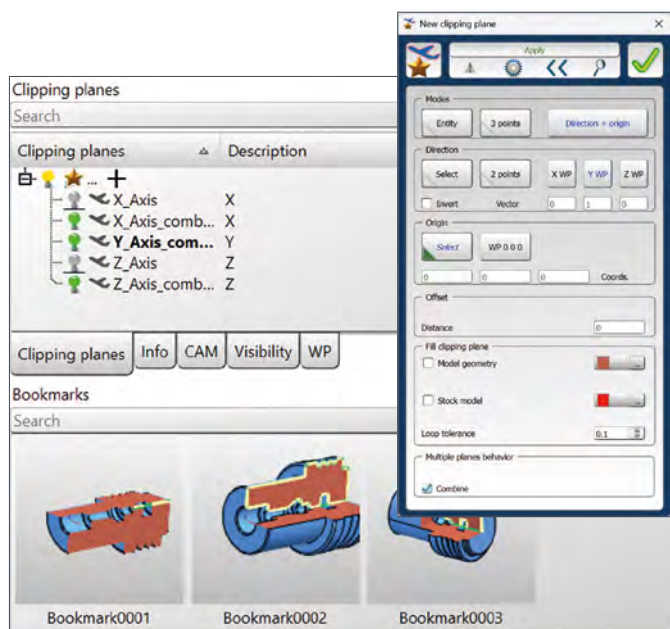 Clipping planes
Search
Clipping planes Description
...
X_Axis X
X_Axis_comb... X
Y_Axis_com... Y
Z_Axis Z
Z_Axis_comb... Z
Clipping planes Info CAM Visibility WP
Bookmarks
Search
Bookmark0001 Bookmark0002 Bookmark0003
New clipping plane
Apply
Modes
Entity 3 points Direction + origin
Direction
Select 2 points X WP Y WP Z WP
Invert Vector 0 1 0
Origin
Select WP 0 0 0
0 0 0 Coords.
Offset
Distance 0
Fill clipping plane
Model geometry ...
Stock model ...
Loop tolerance 0.1
Multiple planes behavior
Combine